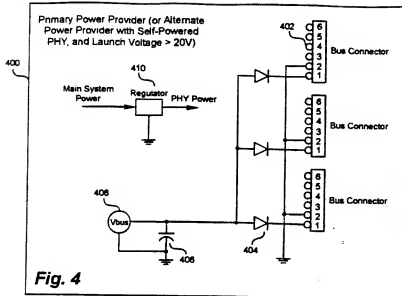 Primary Power Provider (or Alternate
Power Provider with Self-Powered
PHY, and Launch Voltage > 20V)
400
410
Regulator
Main System
Power
PHY Power
402
6
5
4
3
2
1
Bus Connector
6
5
4
3
2
1
Bus Connector
6
5
4
3
2
1
Bus Connector
406
Vbus
406
404
Fig. 4